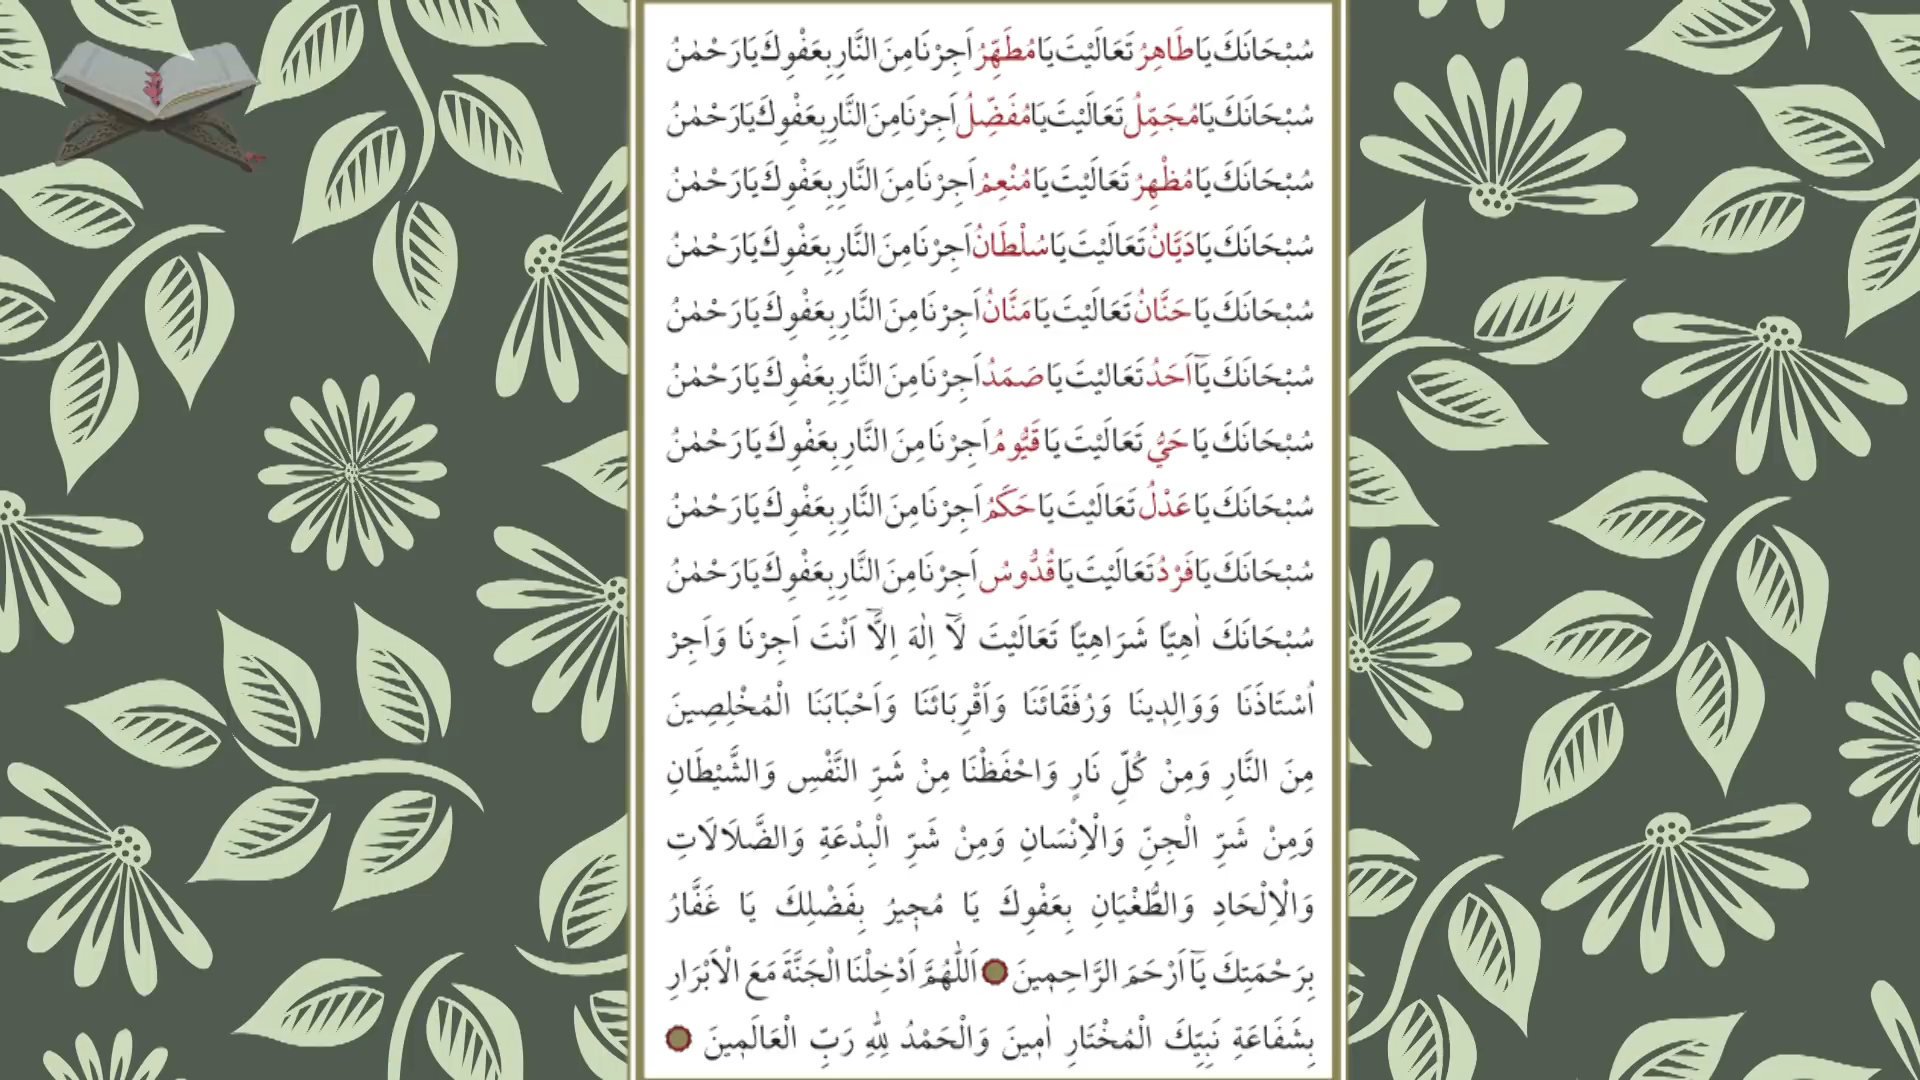 سُبْحَانَكَ يَا طَاهِرُ تَعَالَيْتَ يَا مُطَهِّرُ اَجِرْنَا مِنَ النَّارِ بِعَفْوِكَ يَا رَحْمٰنُ
سُبْحَانَكَ يَا مُجَمِّلُ تَعَالَيْتَ يَا مُفَضِّلُ اَجِرْنَا مِنَ النَّارِ بِعَفْوِكَ يَا رَحْمٰنُ
سُبْحَانَكَ يَا مُظْهِرُ تَعَالَيْتَ يَا مُنْعِمُ اَجِرْنَا مِنَ النَّارِ بِعَفْوِكَ يَا رَحْمٰنُ
سُبْحَانَكَ يَا دَيَّانُ تَعَالَيْتَ يَا سُلْطَانُ اَجِرْنَا مِنَ النَّارِ بِعَفْوِكَ يَا رَحْمٰنُ
سُبْحَانَكَ يَا حَنَّانُ تَعَالَيْتَ يَا مَنَّانُ اَجِرْنَا مِنَ النَّارِ بِعَفْوِكَ يَا رَحْمٰنُ
سُبْحَانَكَ يَٓا اَحَدُ تَعَالَيْتَ يَا صَمَدُ اَجِرْنَا مِنَ النَّارِ بِعَفْوِكَ يَا رَحْمٰنُ
سُبْحَانَكَ يَا حَيُّ تَعَالَيْتَ يَا قَيُّومُ اَجِرْنَا مِنَ النَّارِ بِعَفْوِكَ يَا رَحْمٰنُ
سُبْحَانَكَ يَا عَدْلُ تَعَالَيْتَ يَا حَكَمُ اَجِرْنَا مِنَ النَّارِ بِعَفْوِكَ يَا رَحْمٰنُ
سُبْحَانَكَ يَا فَرْدُ تَعَالَيْتَ يَا قُدُّوسُ اَجِرْنَا مِنَ النَّارِ بِعَفْوِكَ يَا رَحْمٰنُ
سُبْحَانَكَ اٰهِيًّا شَرَاهِيًّا تَعَالَيْتَ لَٓا اِلٰهَ اِلَّٓا اَنْتَ اَجِرْنَا وَاَجِرْ
اُسْتَاذَنَا وَوَالِدِينَا وَرُفَقَائَنَا وَاَقْرِبَائَنَا وَاَحْبَابَنَا الْمُخْلِصِينَ
مِنَ النَّارِ وَمِنْ كُلِّ نَارٍ وَاحْفَظْنَا مِنْ شَرِّ النَّفْسِ وَالشَّيْطَانِ
وَمِنْ شَرِّ الْجِنِّ وَالْاِنْسَانِ وَمِنْ شَرِّ الْبِدْعَةِ وَالضَّلَالَاتِ
وَالْاِلْحَادِ وَالطُّغْيَانِ بِعَفْوِكَ يَا مُجِيرُ بِفَضْلِكَ يَا غَفَّارُ
بِرَحْمَتِكَ يَٓا اَرْحَمَ الرَّاحِمِينَ اَللّٰهُمَّ اَدْخِلْنَا الْجَنَّةَ مَعَ الْاَبْرَارِ
بِشَفَاعَةِ نَبِيِّكَ الْمُخْتَارِ اٰمِينَ وَالْحَمْدُ لِلّٰهِ رَبِّ الْعَالَمِينَ